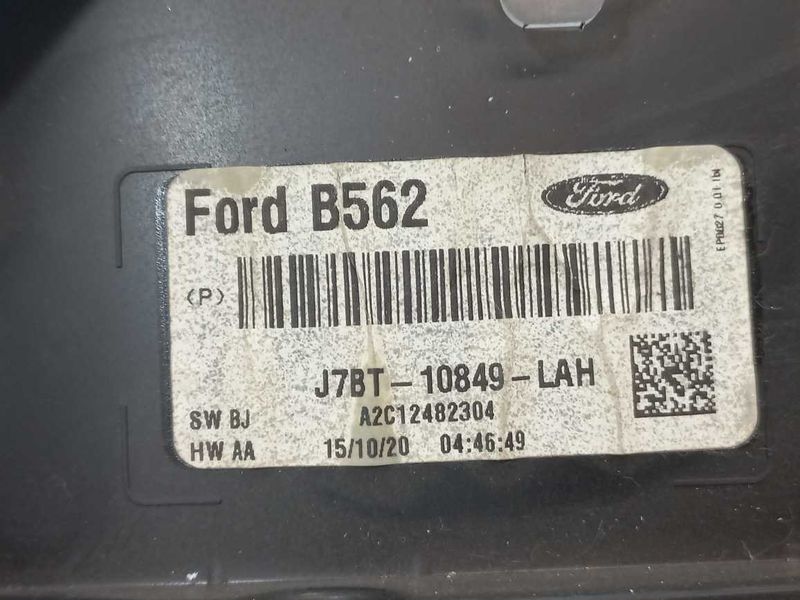 Ford B562
Ford
(P)
J7BT-10849-LAH
SW BJ
A2C12482304
HW AA
15/10/20 04:46:49